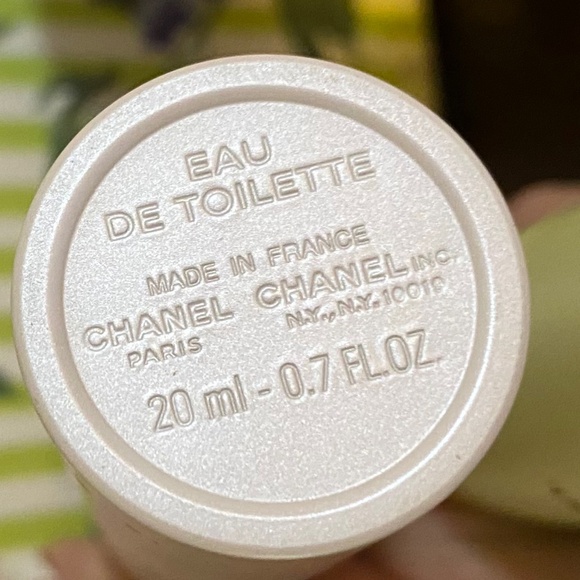 EAU
DE TOILETTE
MADE IN FRANCE
CHANEL CHANEL INC.
PARIS N.Y., N.Y. 10019
20 ml - 0.7 FL.OZ.